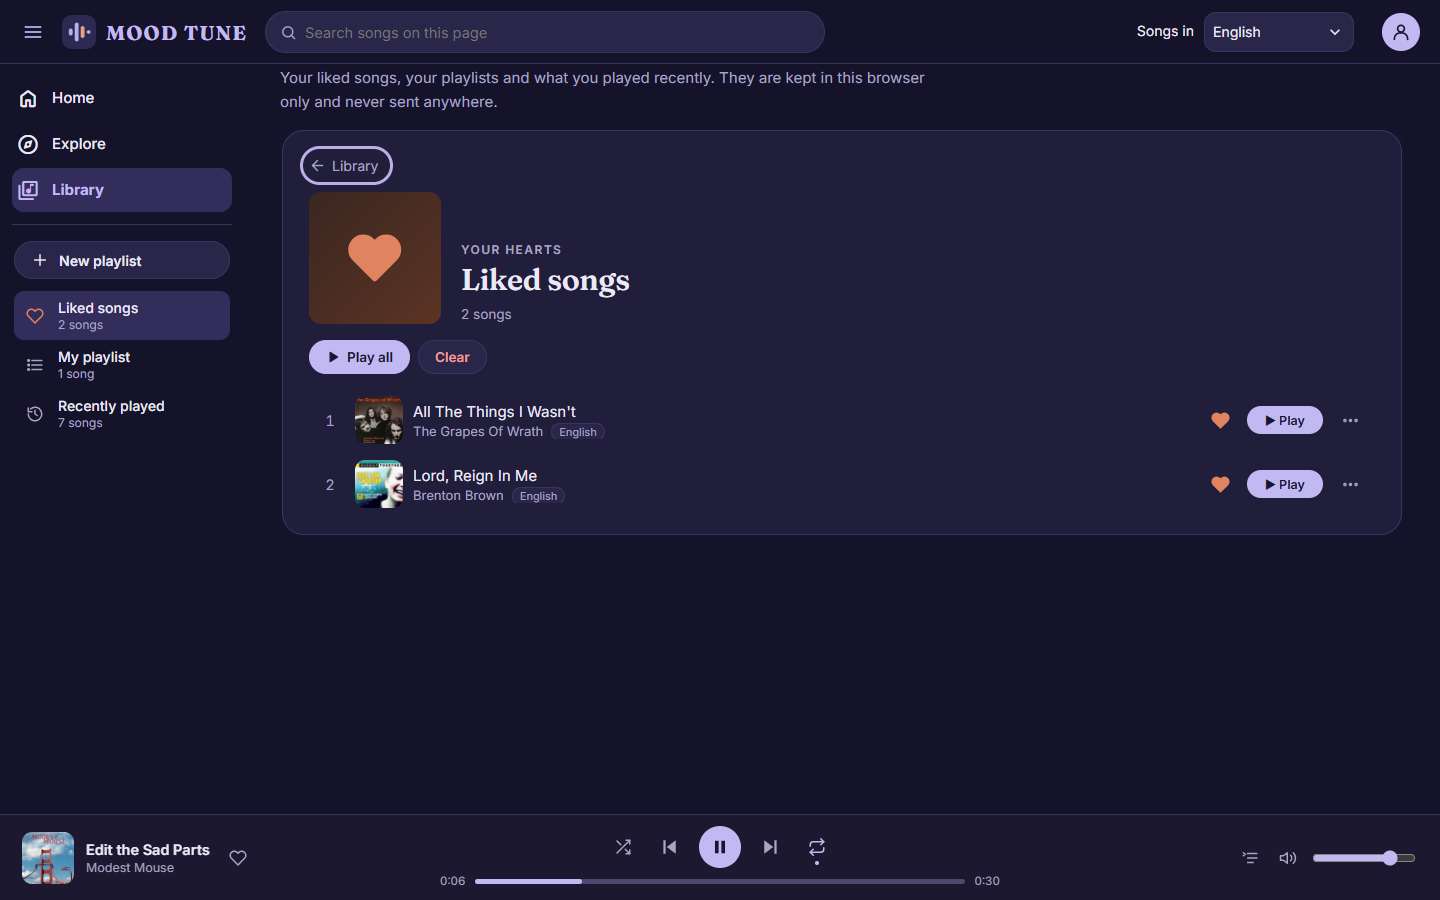 MOOD TUNE
Search songs on this page
Songs in
English
Home
Explore
Library
New playlist
Liked songs
2 songs
My playlist
1 song
Recently played
7 songs
Your liked songs, your playlists and what you played recently. They are kept in this browser
only and never sent anywhere.
Library
YOUR HEARTS
Liked songs
2 songs
Play all
Clear
1
All The Things I Wasn't
The Grapes Of Wrath English
Play
2
Lord, Reign In Me
Brenton Brown English
Play
Edit the Sad Parts
Modest Mouse
0:06
0:30